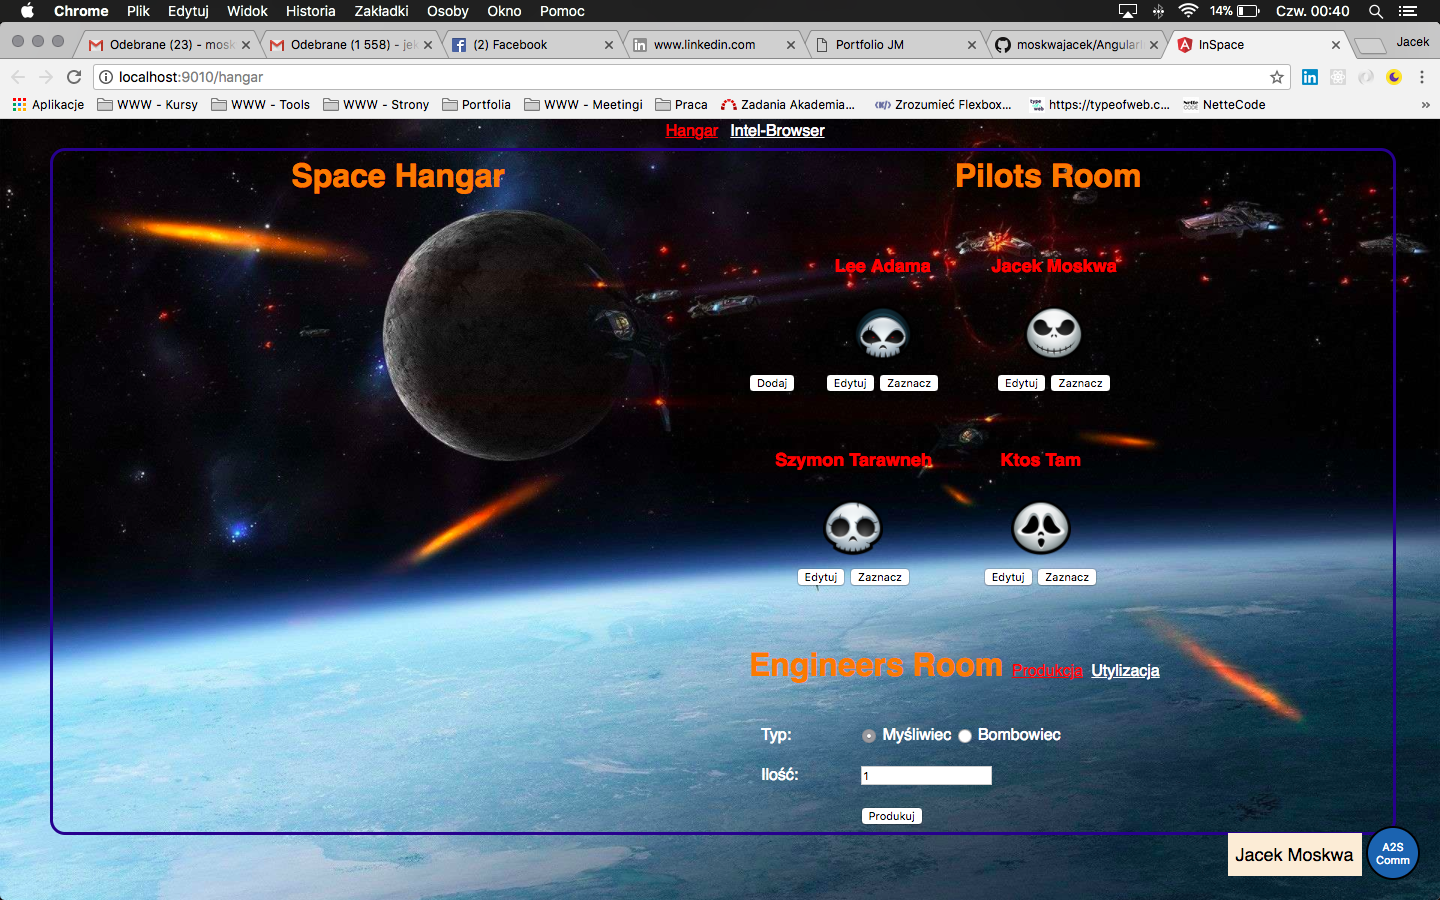 Chrome Plik Edytuj Widok Historia Zakładki Osoby Okno Pomoc 14% Czw. 00:40
Odebrane (23) - mosk
Odebrane (1 558) - jek
(2) Facebook
www.linkedin.com
Portfolio JM
moskwajacek/Angular
InSpace
Jacek
localhost:9010/hangar
Aplikacje WWW - Kursy WWW - Tools WWW - Strony Portfolia WWW - Meetingi Praca Zadania Akademia... Zrozumieć Flexbox... https://typeofweb.c... NetteCode »
Hangar Intel-Browser
Space Hangar
Pilots Room
Lee Adama Jacek Moskwa
Dodaj Edytuj Zaznacz Edytuj Zaznacz
Szymon Tarawneh Ktos Tam
Edytuj Zaznacz Edytuj Zaznacz
Engineers Room Produkcja Utylizacja
Typ: Myśliwiec Bombowiec
Ilość: 1
Produkuj
Jacek Moskwa
A2S
Comm